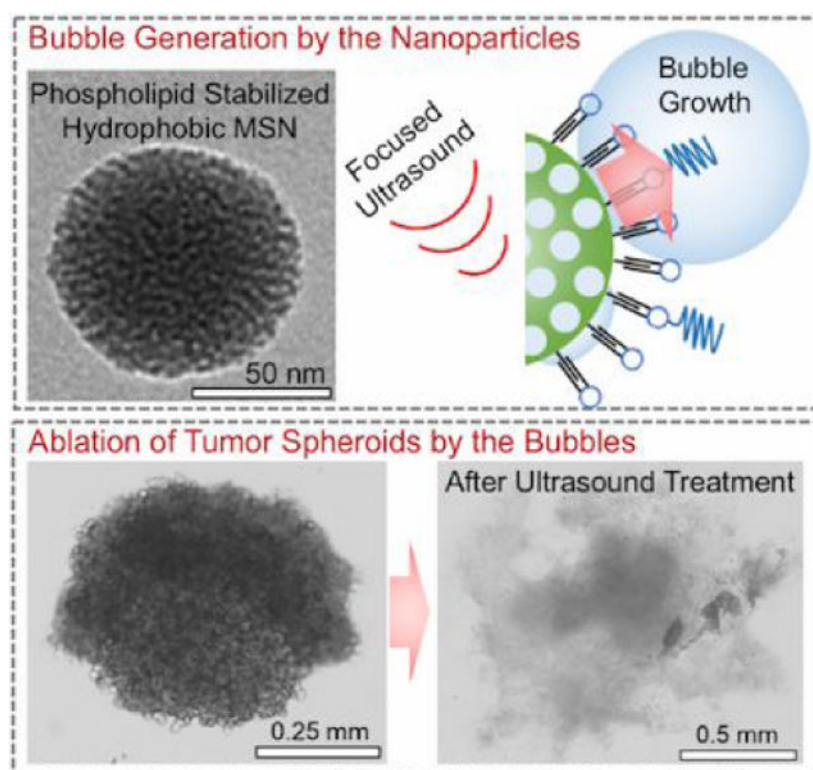 Bubble Generation by the Nanoparticles
Phospholipid Stabilized
Hydrophobic MSN
50 nm
Focused
Ultrasound
Bubble
Growth
Ablation of Tumor Spheroids by the Bubbles
0.25 mm
After Ultrasound Treatment
0.5 mm